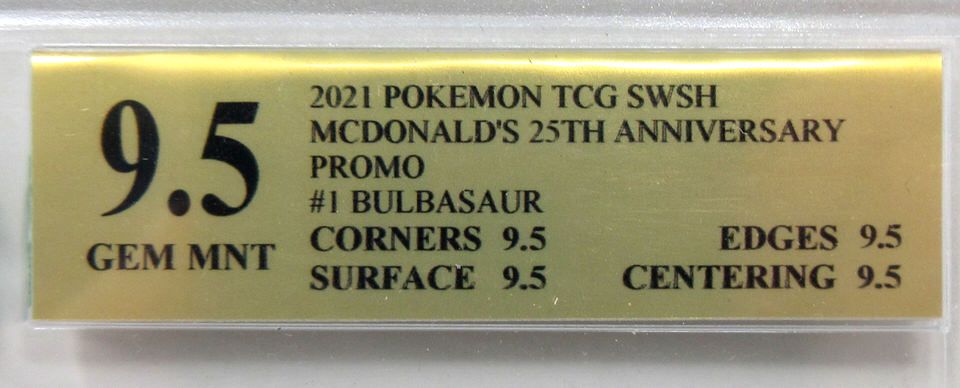 9.5
GEM MNT
2021 POKEMON TCG SWSH
MCDONALD'S 25TH ANNIVERSARY
PROMO
#1 BULBASAUR
CORNERS 9.5 EDGES 9.5
SURFACE 9.5 CENTERING 9.5